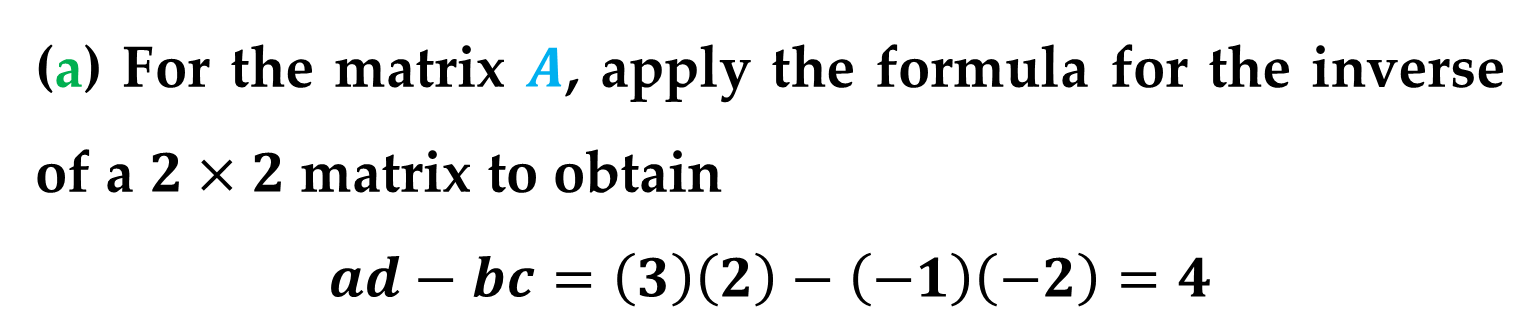 (a) For the matrix A, apply the formula for the inverse
of a 2 × 2 matrix to obtain
ad − bc = (3)(2) − (−1)(−2) = 4